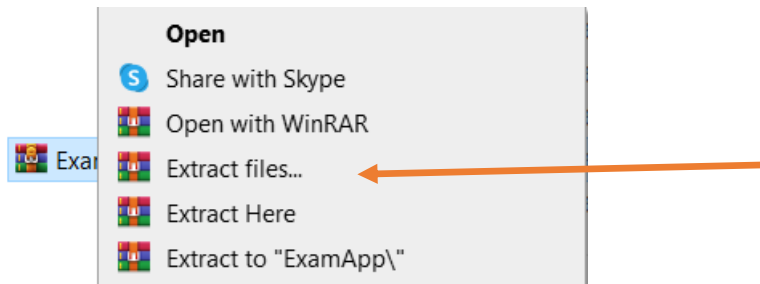 Open
Share with Skype
Open with WinRAR
Extract files...
Extract Here
Extract to "ExamApp\"